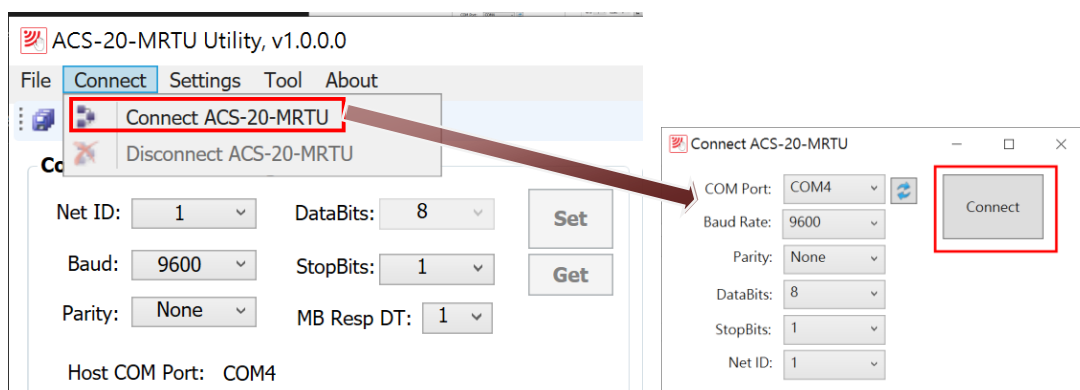 ACS-20-MRTU Utility, v1.0.0.0
File Connect Settings Tool About
Connect ACS-20-MRTU
Disconnect ACS-20-MRTU
Net ID: 1 DataBits: 8 Set
Baud: 9600 StopBits: 1 Get
Parity: None MB Resp DT: 1
Host COM Port: COM4
Connect ACS-20-MRTU
COM Port: COM4 Connect
Baud Rate: 9600
Parity: None
DataBits: 8
StopBits: 1
Net ID: 1